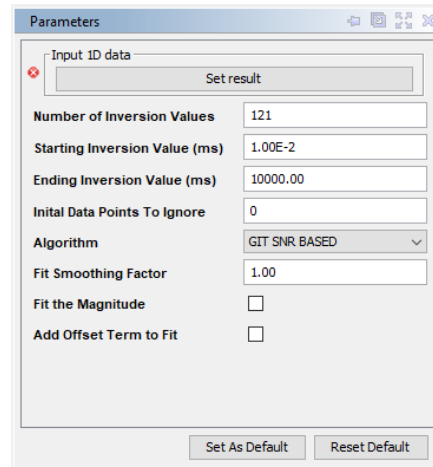 Parameters
Input 1D data
Set result
Number of Inversion Values 121
Starting Inversion Value (ms) 1.00E-2
Ending Inversion Value (ms) 10000.00
Inital Data Points To Ignore 0
Algorithm GIT SNR BASED
Fit Smoothing Factor 1.00
Fit the Magnitude
Add Offset Term to Fit
Set As Default Reset Default